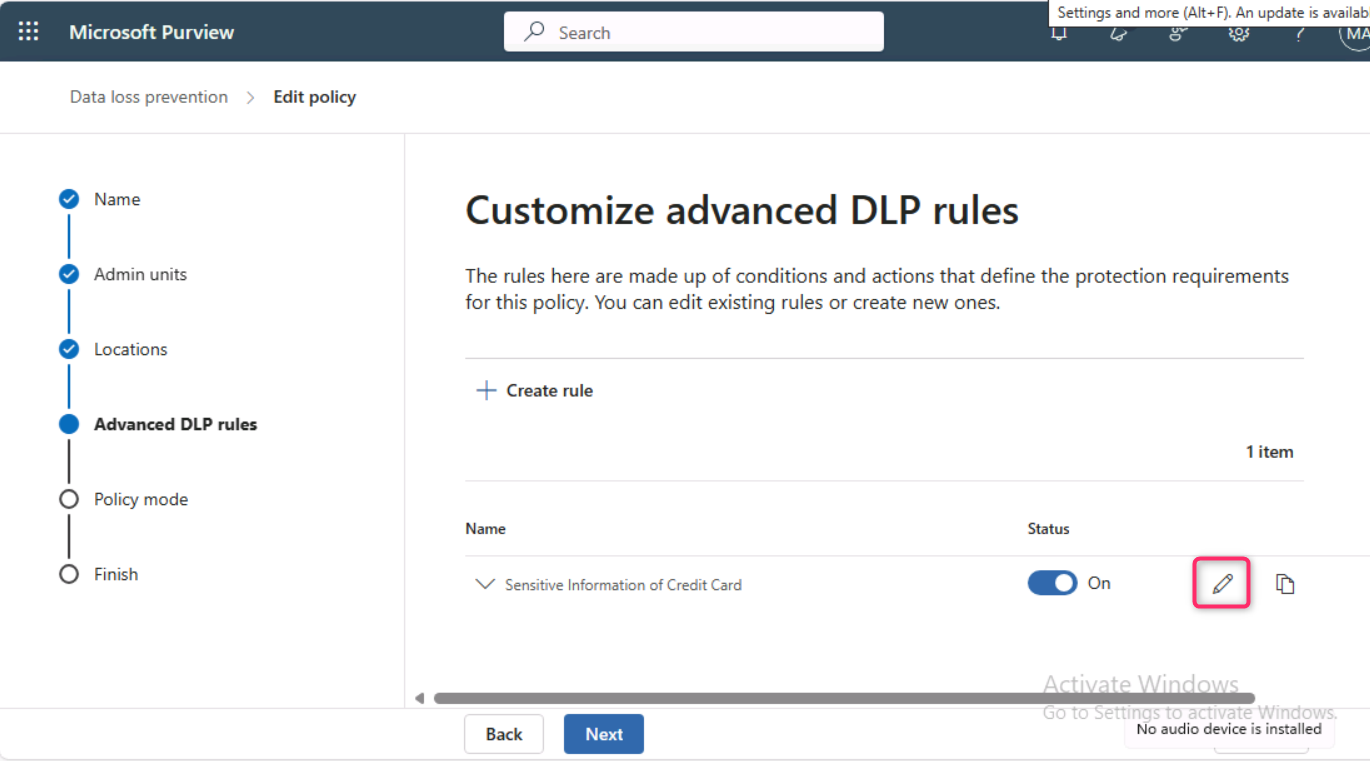 Settings and more (Alt+F). An update is availab
Microsoft Purview
Search
MA
Data loss prevention > Edit policy
Name
Admin units
Locations
Advanced DLP rules
Policy mode
Finish
Customize advanced DLP rules
The rules here are made up of conditions and actions that define the protection requirements
for this policy. You can edit existing rules or create new ones.
+ Create rule
1 item
Name Status
Sensitive Information of Credit Card On
Activate Windows
Go to Settings to activate Windows.
No audio device is installed
Back Next